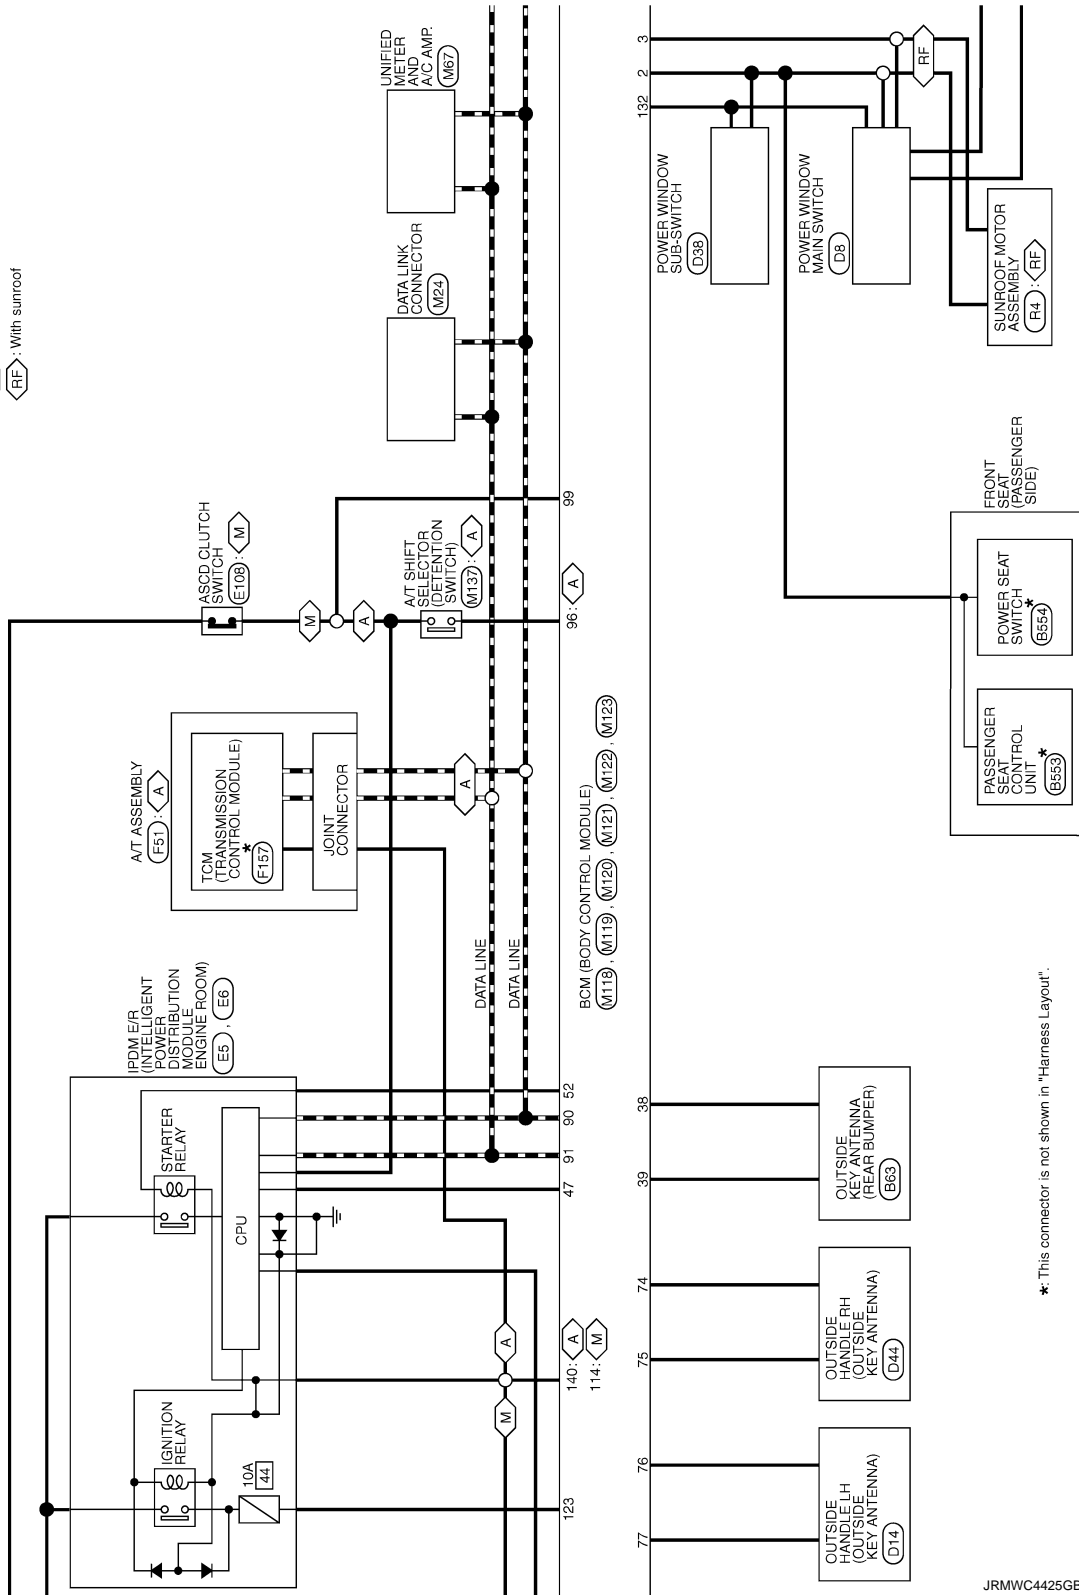 RF : With sunroof
UNIFIED
METER
AND
A/C AMP.
M67
DATA LINK
CONNECTOR
M24
ASCD CLUTCH
SWITCH
E108 : M
M
A
A/T SHIFT
SELECTOR
(DETENTION
SWITCH)
M137 : A
99
96 : A
A/T ASSEMBLY
F51 : A
TCM
(TRANSMISSION
CONTROL MODULE)
*
F157
JOINT
CONNECTOR
A
DATA LINE
DATA LINE
IPDM E/R
(INTELLIGENT
POWER
DISTRIBUTION
MODULE
ENGINE ROOM)
E5 , E6
STARTER
RELAY
CPU
IGNITION
RELAY
10A
44
52
90
91
47
A
M
140 : A
114 : M
123
BCM (BODY CONTROL MODULE)
M118 , M119 , M120 , M121 , M122 , M123
3
2
132
RF
POWER WINDOW
SUB-SWITCH
D38
POWER WINDOW
MAIN SWITCH
D8
SUNROOF MOTOR
ASSEMBLY
R4 : RF
FRONT
SEAT
(PASSENGER
SIDE)
POWER SEAT
SWITCH
*
B554
PASSENGER
SEAT
CONTROL
UNIT
*
B553
38
39
OUTSIDE
KEY ANTENNA
(REAR BUMPER)
B63
74
75
OUTSIDE
HANDLE RH
(OUTSIDE
KEY ANTENNA)
D44
76
77
OUTSIDE
HANDLE LH
(OUTSIDE
KEY ANTENNA)
D14
*: This connector is not shown in "Harness Layout".